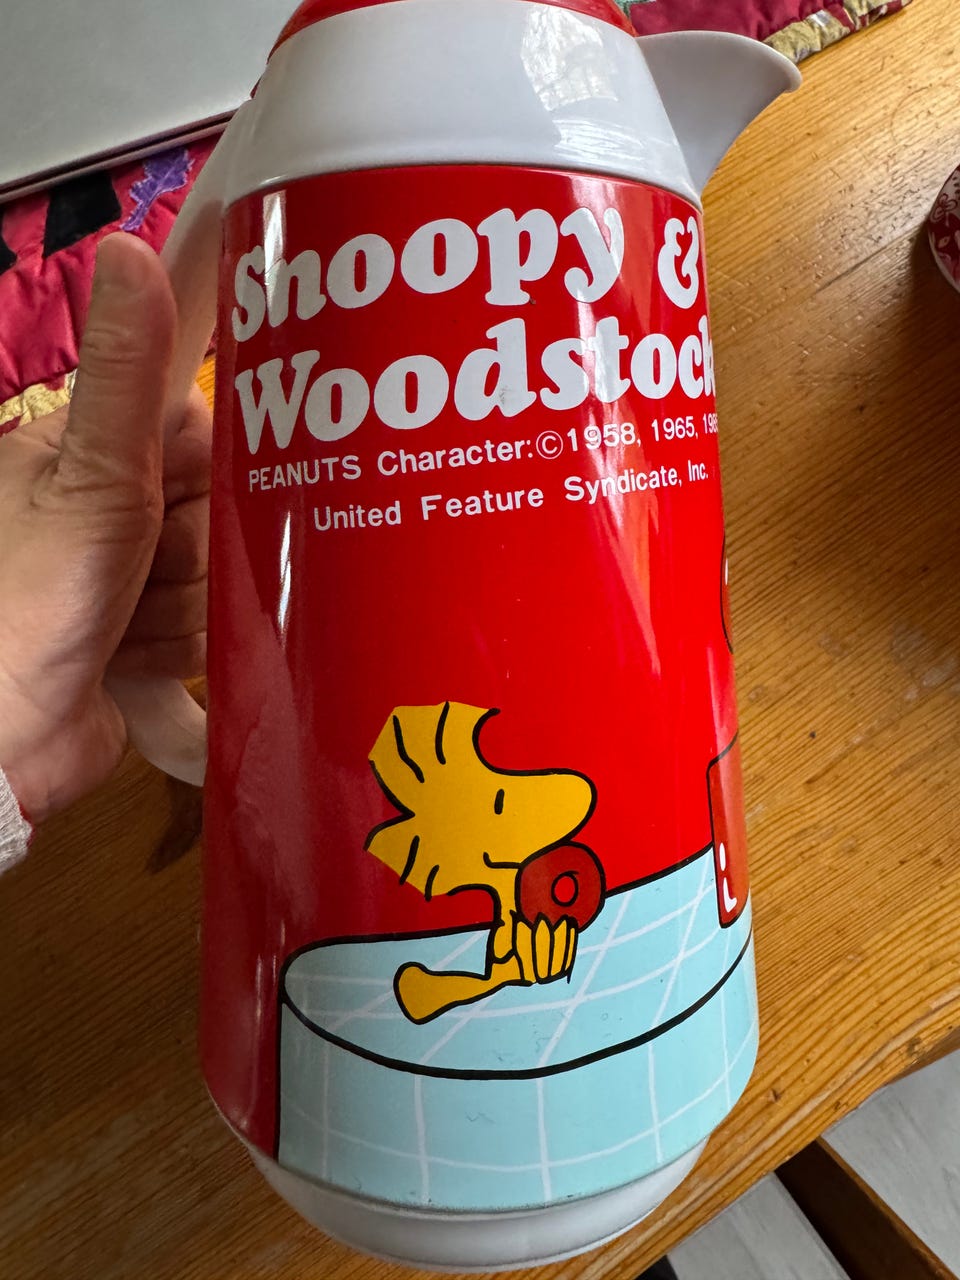 Snoopy &
Woodstock
PEANUTS Character:©1958, 1965,
United Feature Syndicate, Inc.